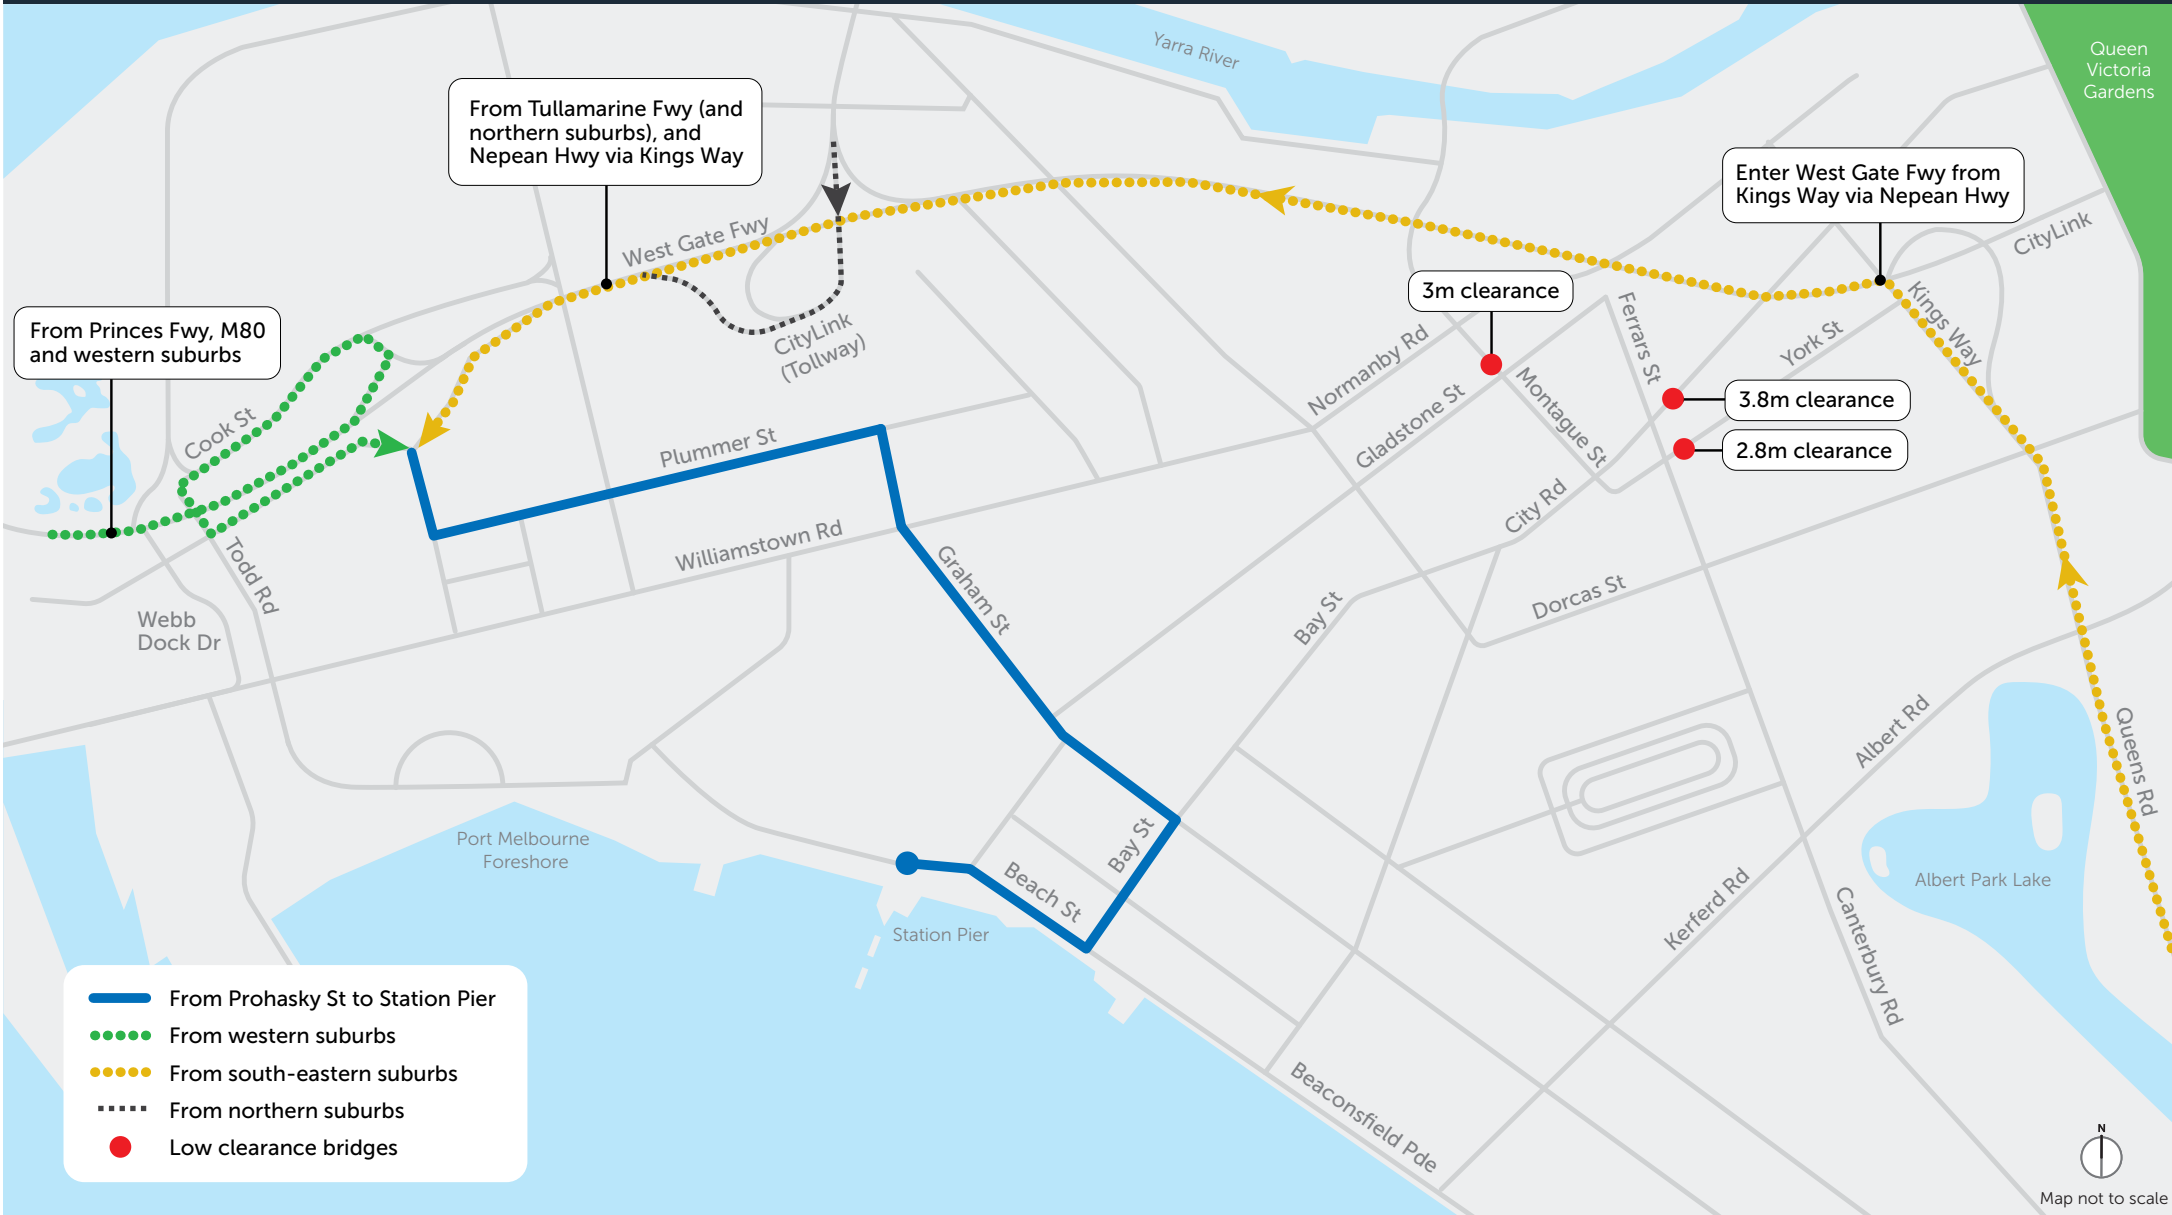 Yarra River
Queen
Victoria
Gardens
From Tullamarine Fwy (and
northern suburbs), and
Nepean Hwy via Kings Way
Enter West Gate Fwy from
Kings Way via Nepean Hwy
West Gate Fwy
CityLink
3m clearance
From Princes Fwy, M80
and western suburbs
CityLink
(Tollway)
Kings Way
Ferrars St
York St
Normanby Rd
Gladstone St
Montague St
3.8m clearance
2.8m clearance
Cook St
Plummer St
City Rd
Williamstown Rd
Todd Rd
Graham St
Webb
Dock Dr
Bay St
Dorcas St
Albert Rd
Queens Rd
Port Melbourne
Foreshore
Bay St
Beach St
Station Pier
Albert Park Lake
Kerferd Rd
Canterbury Rd
Beaconsfield Pde
From Prohasky St to Station Pier
From western suburbs
From south-eastern suburbs
From northern suburbs
Low clearance bridges
N
Map not to scale